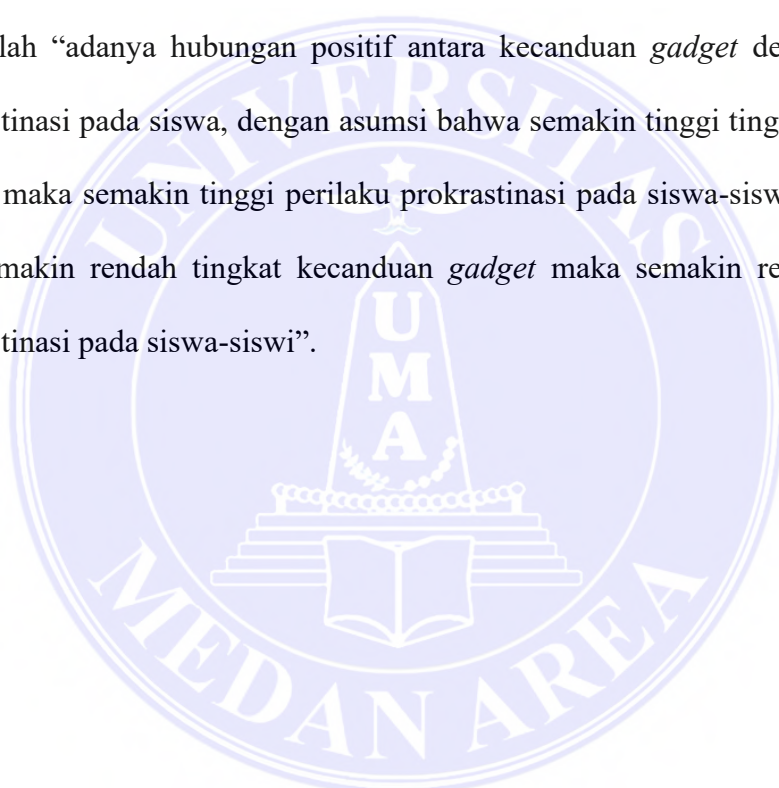 lah “adanya hubungan positif antara kecanduan gadget de
tinasi pada siswa, dengan asumsi bahwa semakin tinggi ting
maka semakin tinggi perilaku prokrastinasi pada siswa-sisw
makin rendah tingkat kecanduan gadget maka semakin re
tinasi pada siswa-siswi”.
UNIVERSITAS
UMA
MEDAN AREA